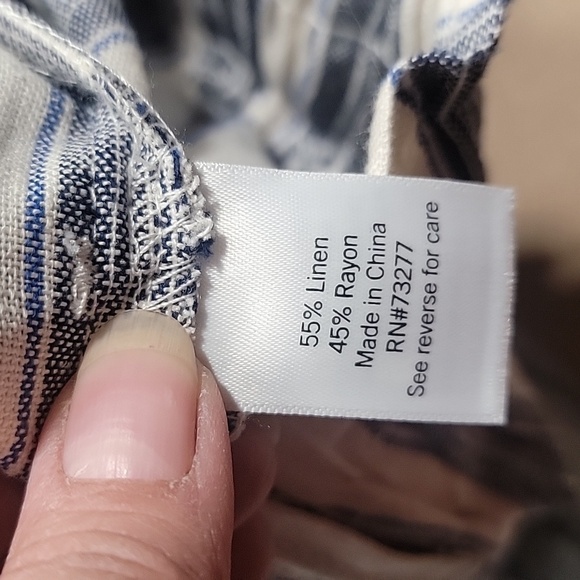 55% Linen
45% Rayon
Made in China
RN#73277
See reverse for care